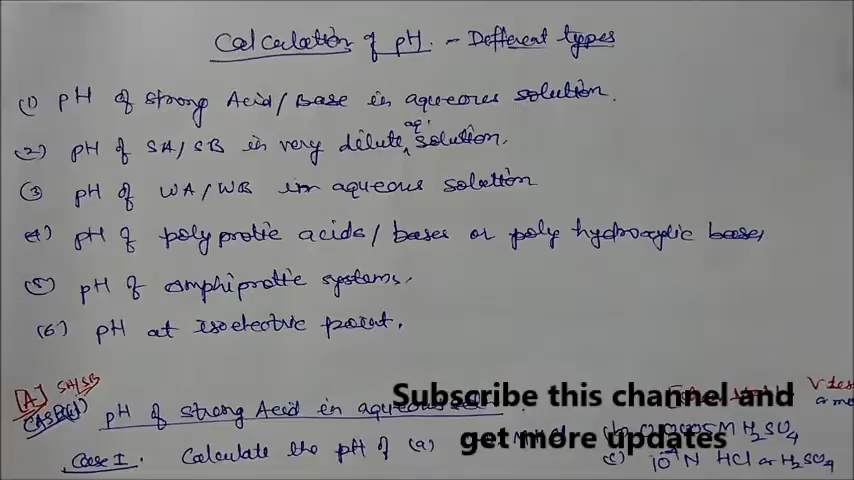 Calculation of pH. - Different types
(1) pH of strong Acid/Base in aqueous solution.
(2) pH of SA/SB in very dilute aq. solution.
(3) pH of WA/WB in aqueous solution
(4) pH of polyprotic acids/bases or poly hydroxylic bases
(5) pH of amphiprotic systems.
(6) pH at isoelectric point.
[A] SA/SB
CASE(1) pH of strong Acid in aqueous
Case I. Calculate the pH of (a)
M H2SO4
(c) 10⁻⁴ N HCl or H2SO4
Subscribe this channel and
get more updates